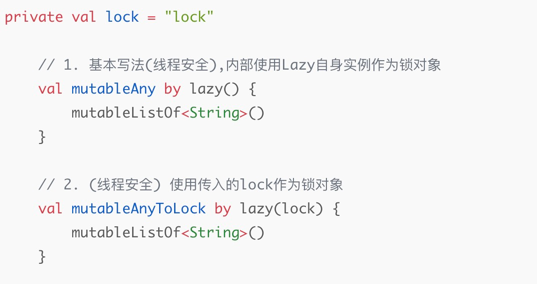 private val lock = "lock"
// 1. 基本写法(线程安全),内部使用Lazy自身实例作为锁对象
val mutableAny by lazy() {
mutableListOf<String>()
}
// 2. (线程安全) 使用传入的lock作为锁对象
val mutableAnyToLock by lazy(lock) {
mutableListOf<String>()
}